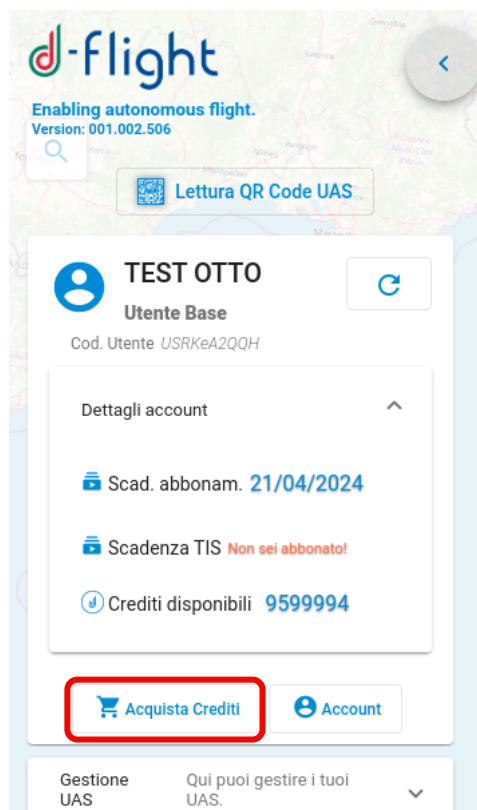 d-flight
Enabling autonomous flight.
Version: 001.002.506
Lettura QR Code UAS
TEST OTTO
Utente Base
Cod. Utente USRKeA2QQH
Dettagli account
Scad. abbonam. 21/04/2024
Scadenza TIS Non sei abbonato!
Crediti disponibili 9599994
Acquista Crediti
Account
Gestione UAS
Qui puoi gestire i tuoi
UAS.